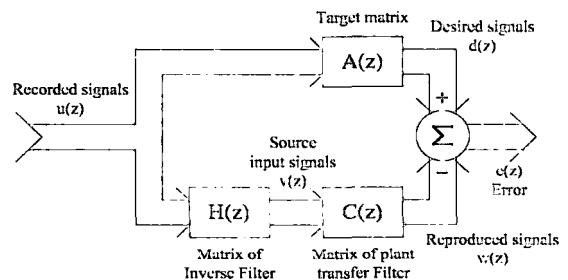 Target matrix
Desired signals
d(z)
A(z)
Recorded signals
u(z)
+
Σ
Source
input signals
v(z)
−
e(z)
Error
H(z)
C(z)
Matrix of
Inverse Filter
Matrix of plant
transfer Filter
Reproduced signals
w(z)